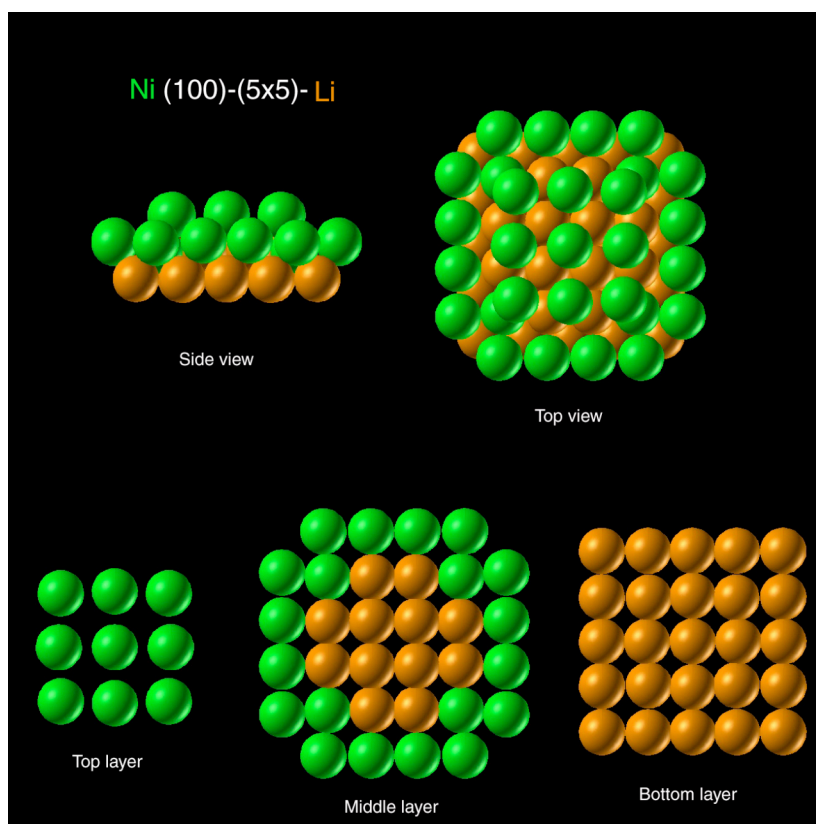 Ni (100)-(5x5)- Li
Side view
Top view
Top layer
Middle layer
Bottom layer